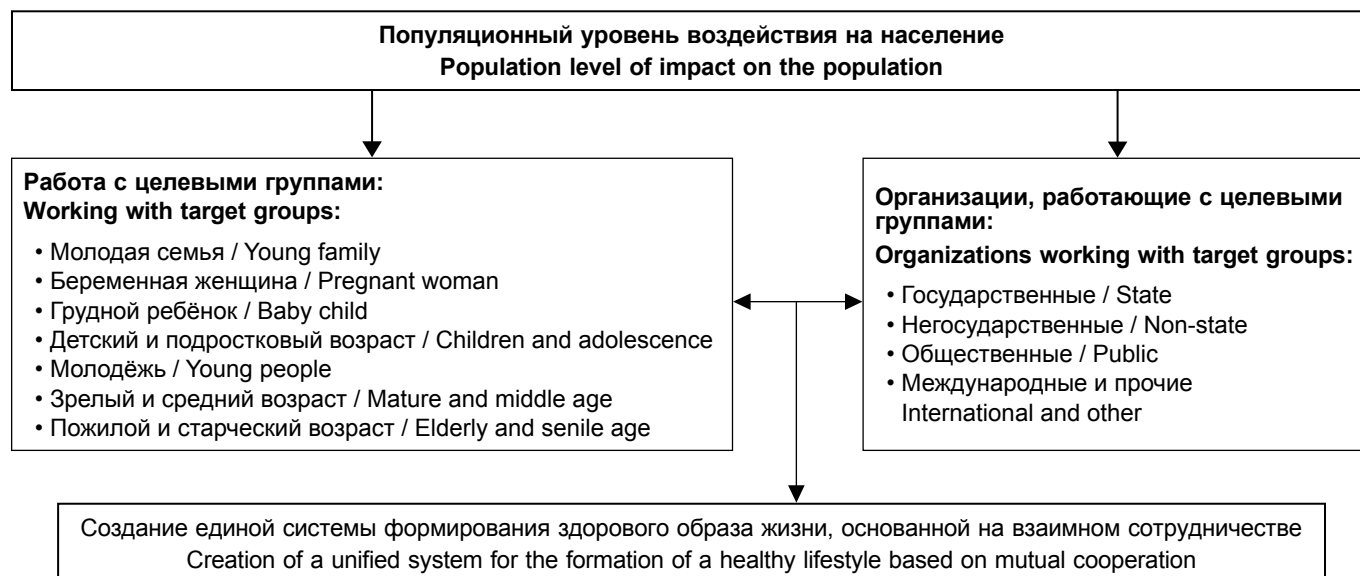 Популяционный уровень воздействия на население
Population level of impact on the population
Работа с целевыми группами:
Working with target groups:
• Молодая семья / Young family
• Беременная женщина / Pregnant woman
• Грудной ребёнок / Baby child
• Детский и подростковый возраст / Children and adolescence
• Молодёжь / Young people
• Зрелый и средний возраст / Mature and middle age
• Пожилой и старческий возраст / Elderly and senile age
Организации, работающие с целевыми
группами:
Organizations working with target groups:
• Государственные / State
• Негосударственные / Non-state
• Общественные / Public
• Международные и прочие
International and other
Создание единой системы формирования здорового образа жизни, основанной на взаимном сотрудничестве
Creation of a unified system for the formation of a healthy lifestyle based on mutual cooperation